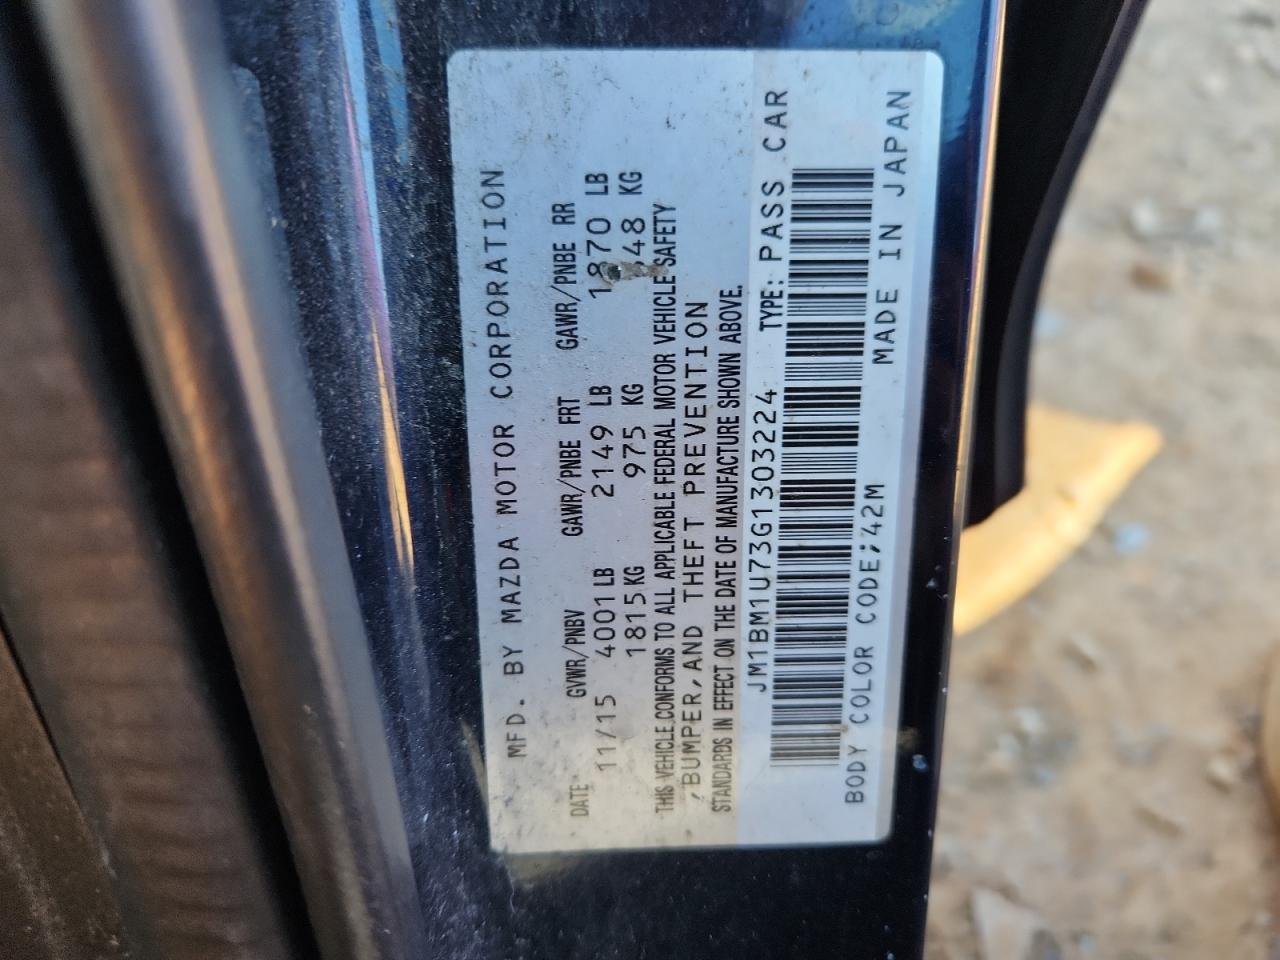 MFD. BY MAZDA MOTOR CORPORATION
DATE GVWR/PNBV GAWR/PNBE FRT GAWR/PNBE RR
11/15 4001LB 2149 LB 1870 LB
1815KG 975 KG 48 KG
THIS VEHICLE CONFORMS TO ALL APPLICABLE FEDERAL MOTOR VEHICLE SAFETY
,BUMPER,AND THEFT PREVENTION
STANDARDS IN EFFECT ON THE DATE OF MANUFACTURE SHOWN ABOVE.
JM1BM1U73G1303224 TYPE: PASS CAR
BODY COLOR CODE;42M MADE IN JAPAN